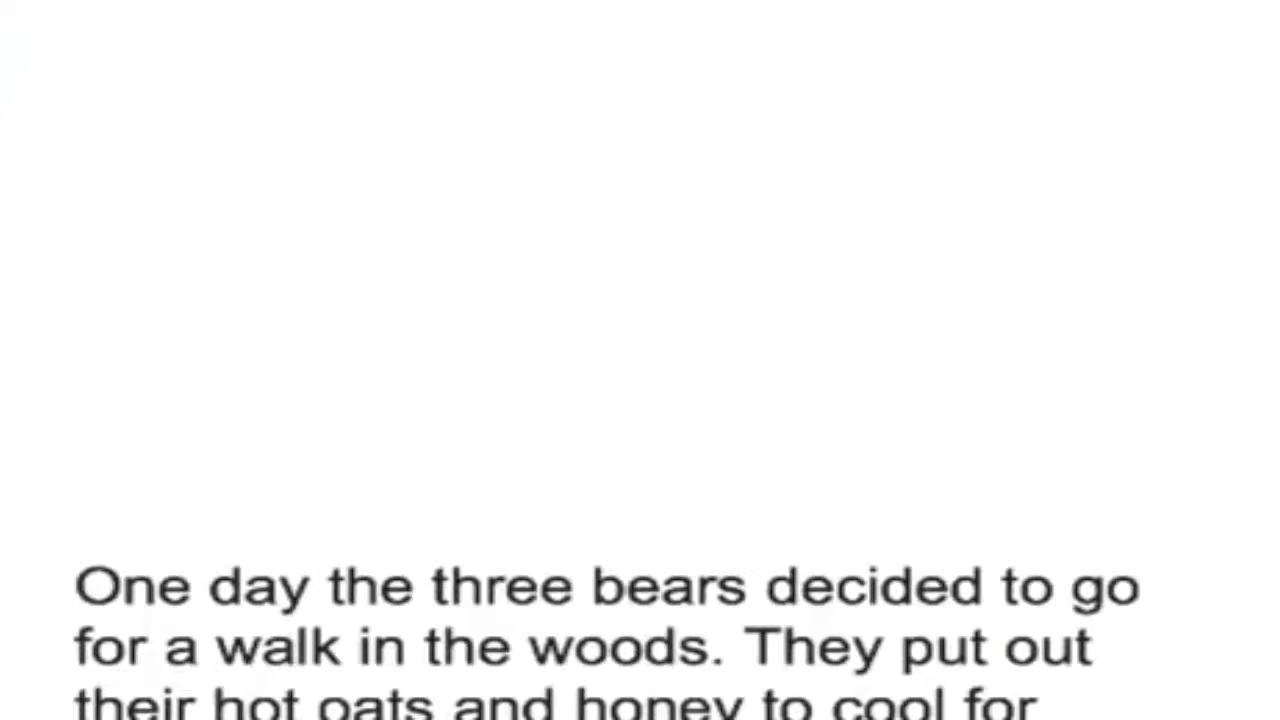 One day the three bears decided to go
for a walk in the woods. They put out
their hot oats and honey to cool for